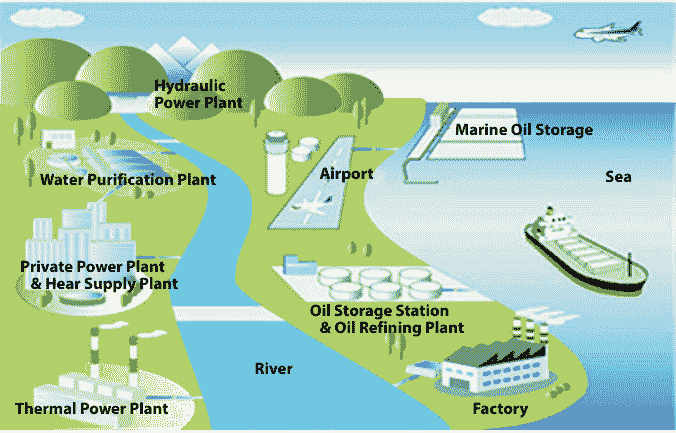 Hydraulic
Power Plant
Marine Oil Storage
Water Purification Plant
Airport
Sea
Private Power Plant
& Hear Supply Plant
Oil Storage Station
& Oil Refining Plant
River
Thermal Power Plant
Factory